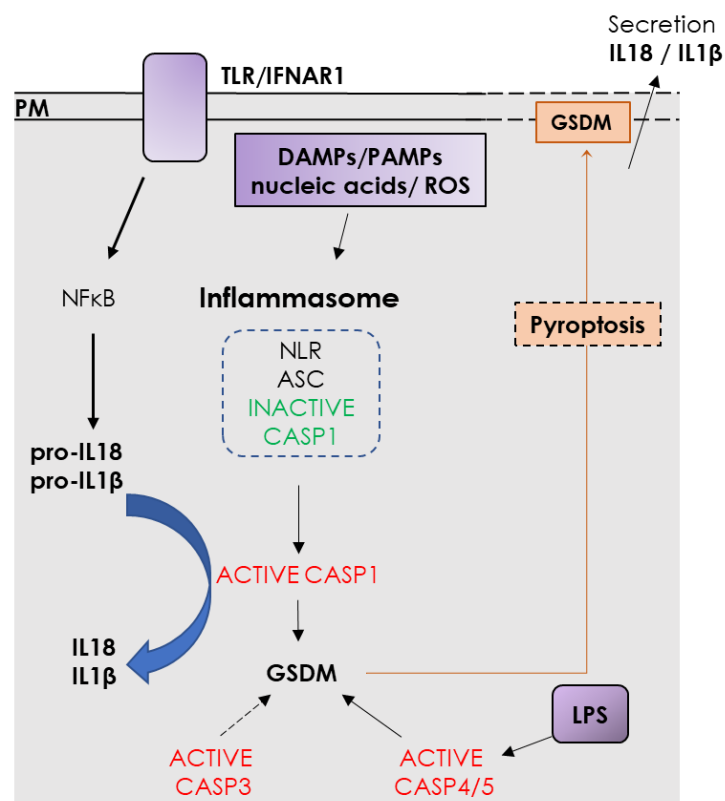 Secretion
IL18 / IL1β
TLR/IFNAR1
PM
GSDM
DAMPs/PAMPs
nucleic acids/ ROS
NFκB
Inflammasome
Pyroptosis
NLR
ASC
INACTIVE
CASP1
pro-IL18
pro-IL1β
ACTIVE CASP1
IL18
IL1β
GSDM
LPS
ACTIVE
CASP3
ACTIVE
CASP4/5